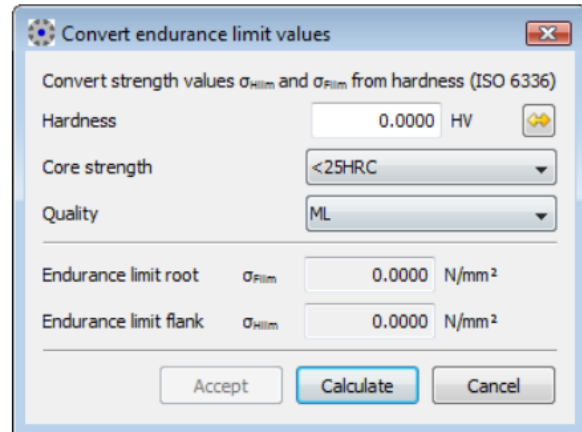 Convert endurance limit values
Convert strength values σHlim and σFlim from hardness (ISO 6336)
Hardness 0.0000 HV
Core strength <25HRC
Quality ML
Endurance limit root σFlim 0.0000 N/mm²
Endurance limit flank σHlim 0.0000 N/mm²
Accept Calculate Cancel